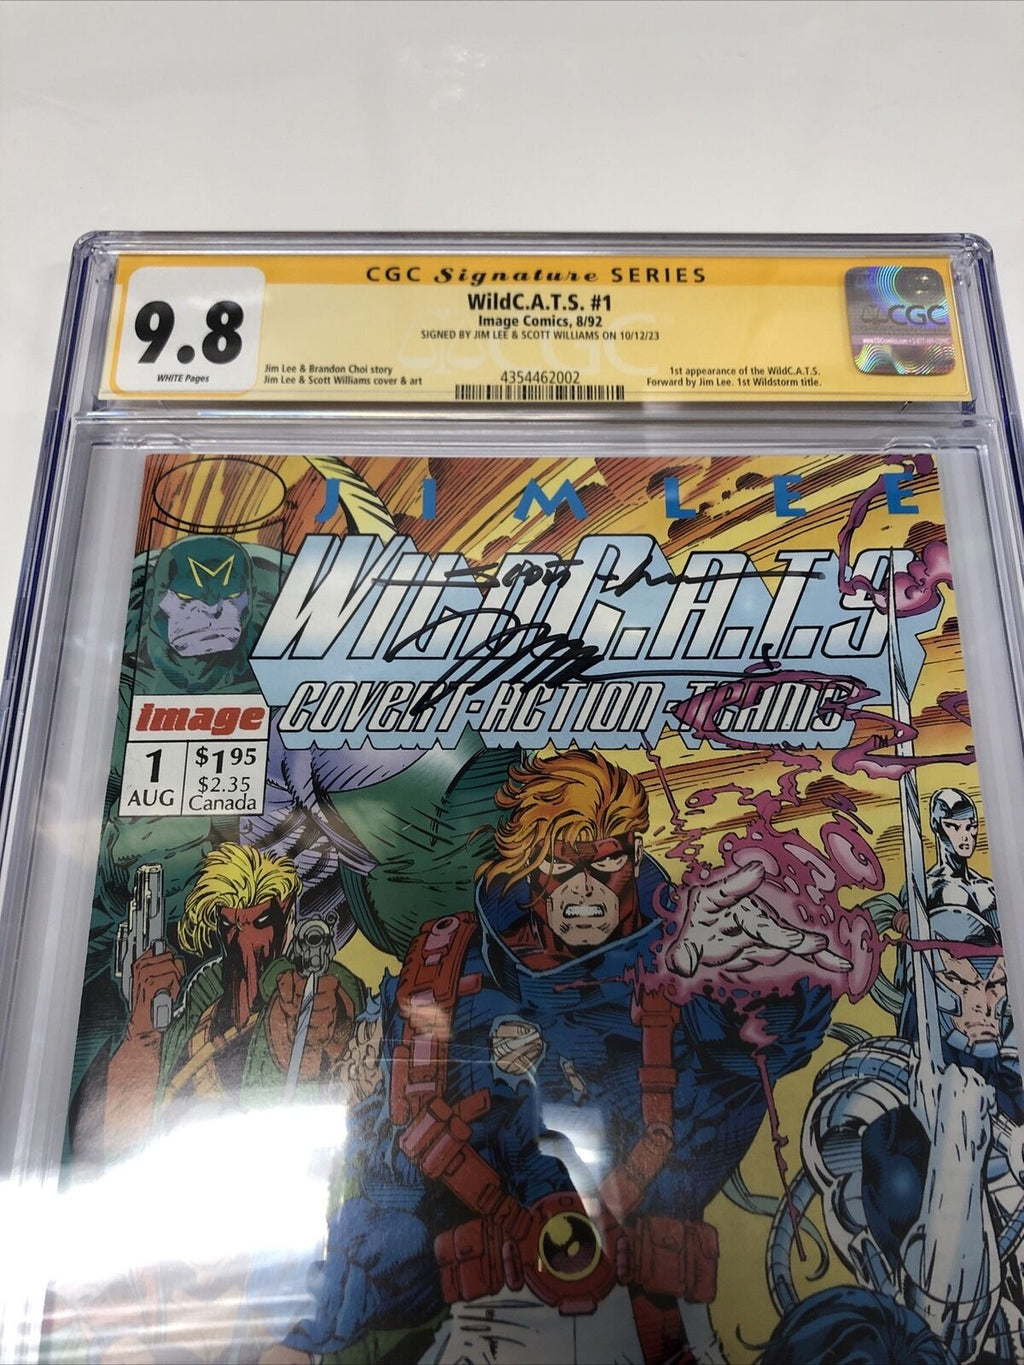 CGC Signature SERIES
9.8
WHITE Pages
WildC.A.T.S. #1
Image Comics, 8/92
SIGNED BY JIM LEE & SCOTT WILLIAMS ON 10/12/23
Jim Lee & Brandon Choi story
Jim Lee & Scott Williams cover & art
4354462002
1st appearance of the WildC.A.T.S.
Forward by Jim Lee. 1st Wildstorm title.
CGC
JIM LEE
WILDC.A.T.S
COVERT-ACTION-TEAMS
TM
M
image
1
AUG
$1.95
$2.35
Canada